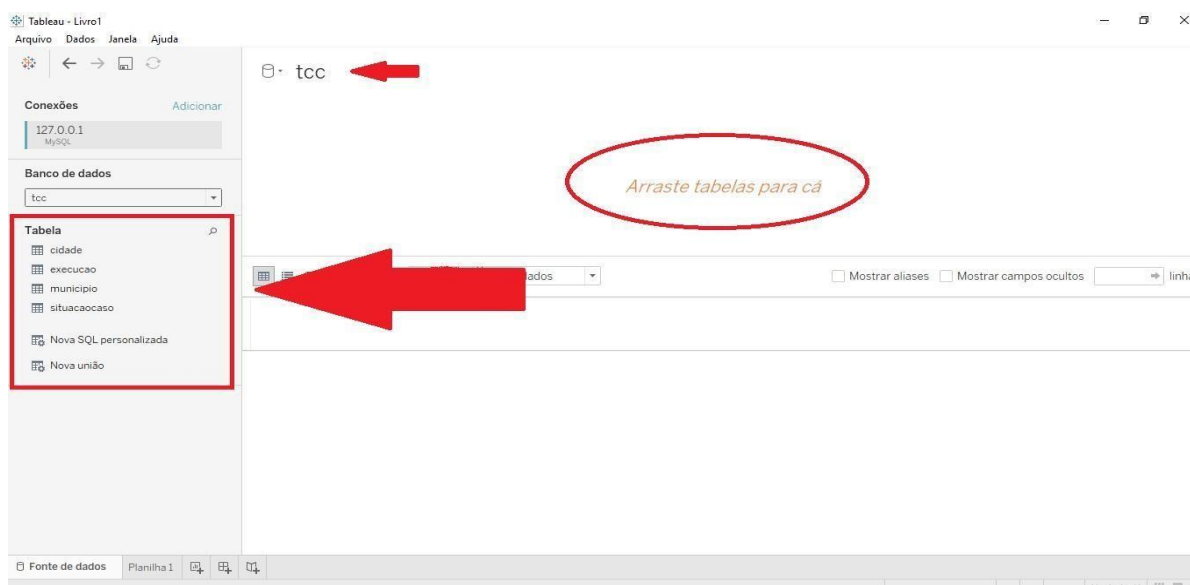 Tableau - Livro1
Arquivo Dados Janela Ajuda
tcc
Conexões Adicionar
127.0.0.1
MySQL
Banco de dados
tcc
Arraste tabelas para cá
Tabela
cidade
execucao
municipio
situacaocaso
Nova SQL personalizada
Nova união
ados
Mostrar aliases Mostrar campos ocultos linha
Fonte de dados Planilha 1